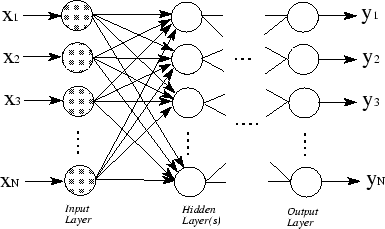 x1
y1
x2
y2
x3
y3
xN
yN
Input
Layer
Hidden
Layer(s)
Output
Layer